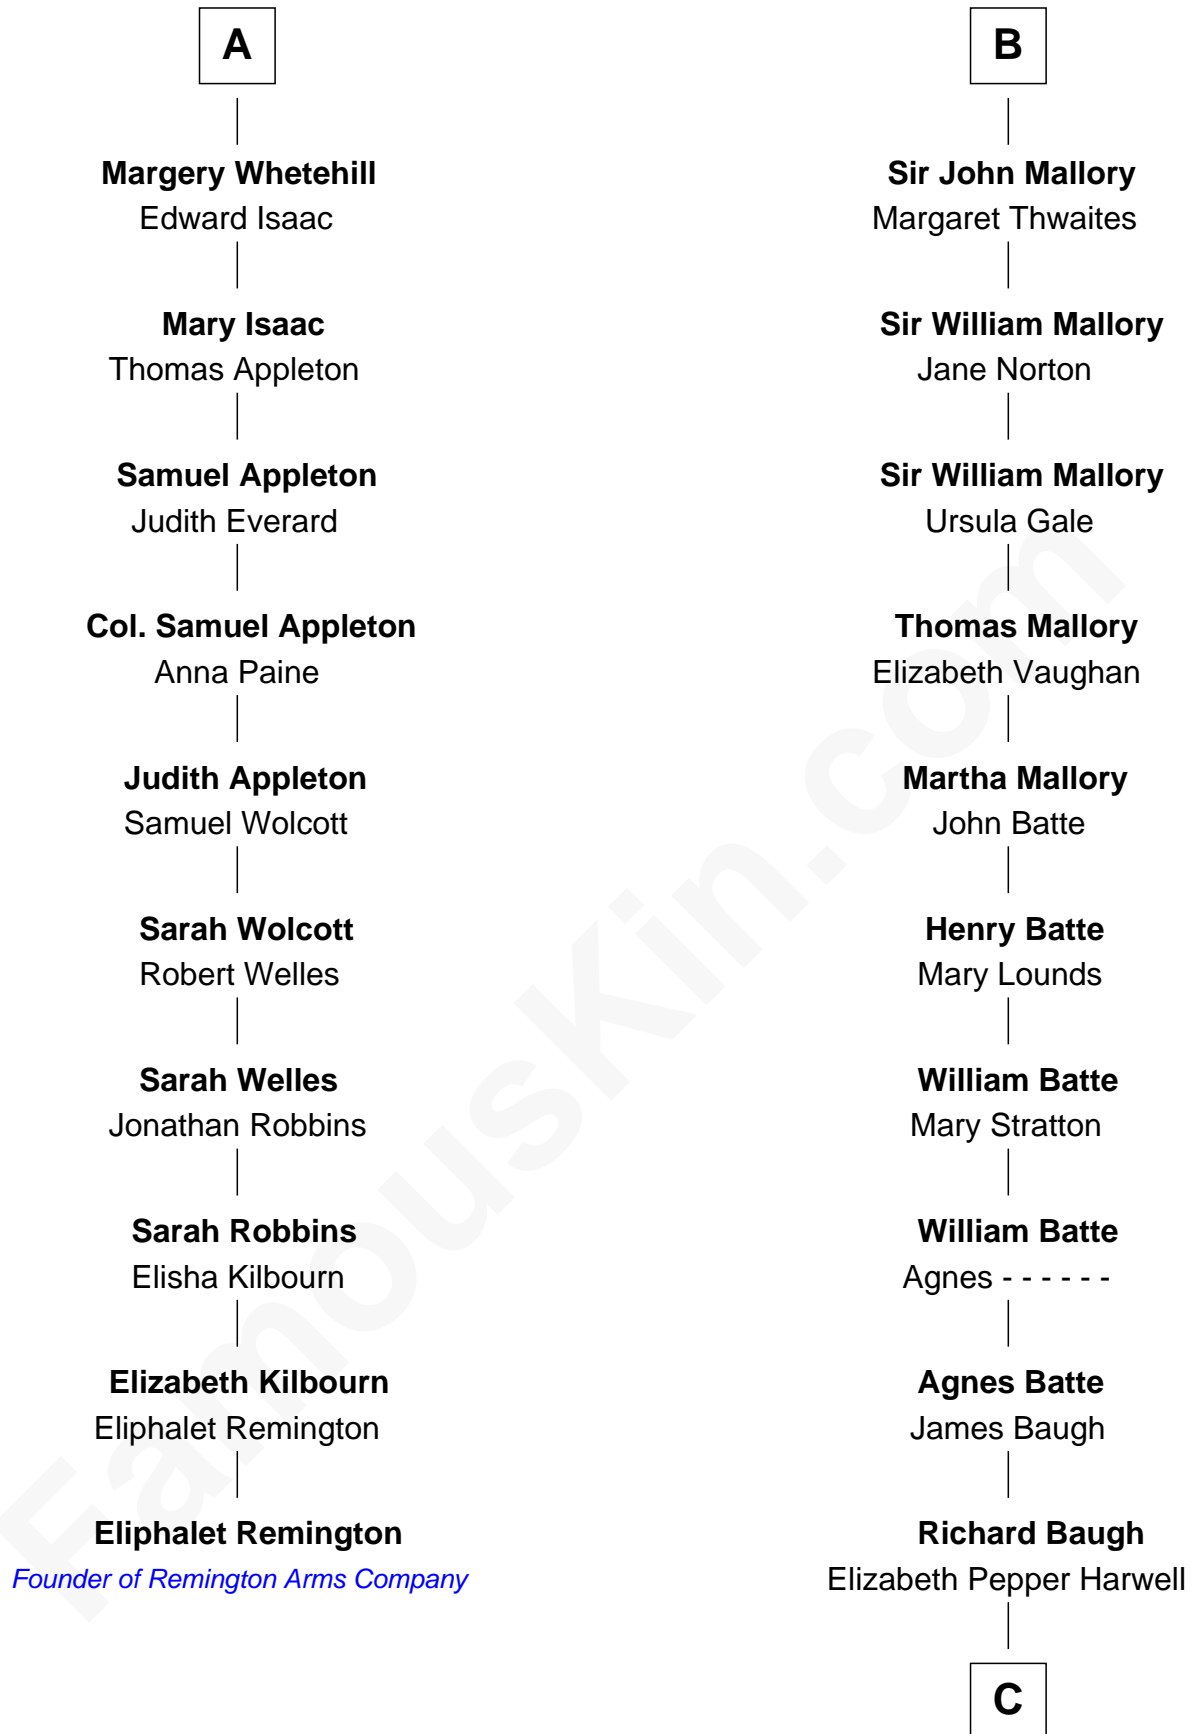 A
Margery Whetehill
Edward Isaac
Mary Isaac
Thomas Appleton
Samuel Appleton
Judith Everard
Col. Samuel Appleton
Anna Paine
Judith Appleton
Samuel Wolcott
Sarah Wolcott
Robert Welles
Sarah Welles
Jonathan Robbins
Sarah Robbins
Elisha Kilbourn
Elizabeth Kilbourn
Eliphalet Remington
Eliphalet Remington
Founder of Remington Arms Company
B
Sir John Mallory
Margaret Thwaites
Sir William Mallory
Jane Norton
Sir William Mallory
Ursula Gale
Thomas Mallory
Elizabeth Vaughan
Martha Mallory
John Batte
Henry Batte
Mary Lounds
William Batte
Mary Stratton
William Batte
Agnes - - - - - -
Agnes Batte
James Baugh
Richard Baugh
Elizabeth Pepper Harwell
C
FamousKin.com